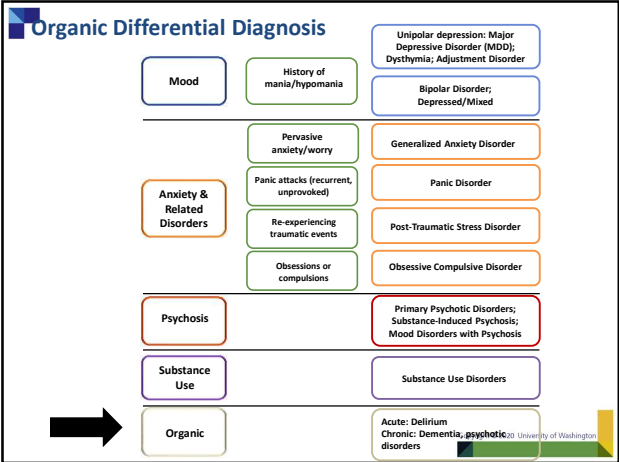 Organic Differential Diagnosis
Unipolar depression: Major
Depressive Disorder (MDD);
Dysthymia; Adjustment Disorder
Mood
History of
mania/hypomania
Bipolar Disorder;
Depressed/Mixed
Anxiety &
Related
Disorders
Pervasive
anxiety/worry
Generalized Anxiety Disorder
Panic attacks (recurrent,
unprovoked)
Panic Disorder
Re-experiencing
traumatic events
Post-Traumatic Stress Disorder
Obsessions or
compulsions
Obsessive Compulsive Disorder
Psychosis
Primary Psychotic Disorders;
Substance-Induced Psychosis;
Mood Disorders with Psychosis
Substance
Use
Substance Use Disorders
Organic
Acute: Delirium
Chronic: Dementia, psychotic
disorders
20 University of Washington